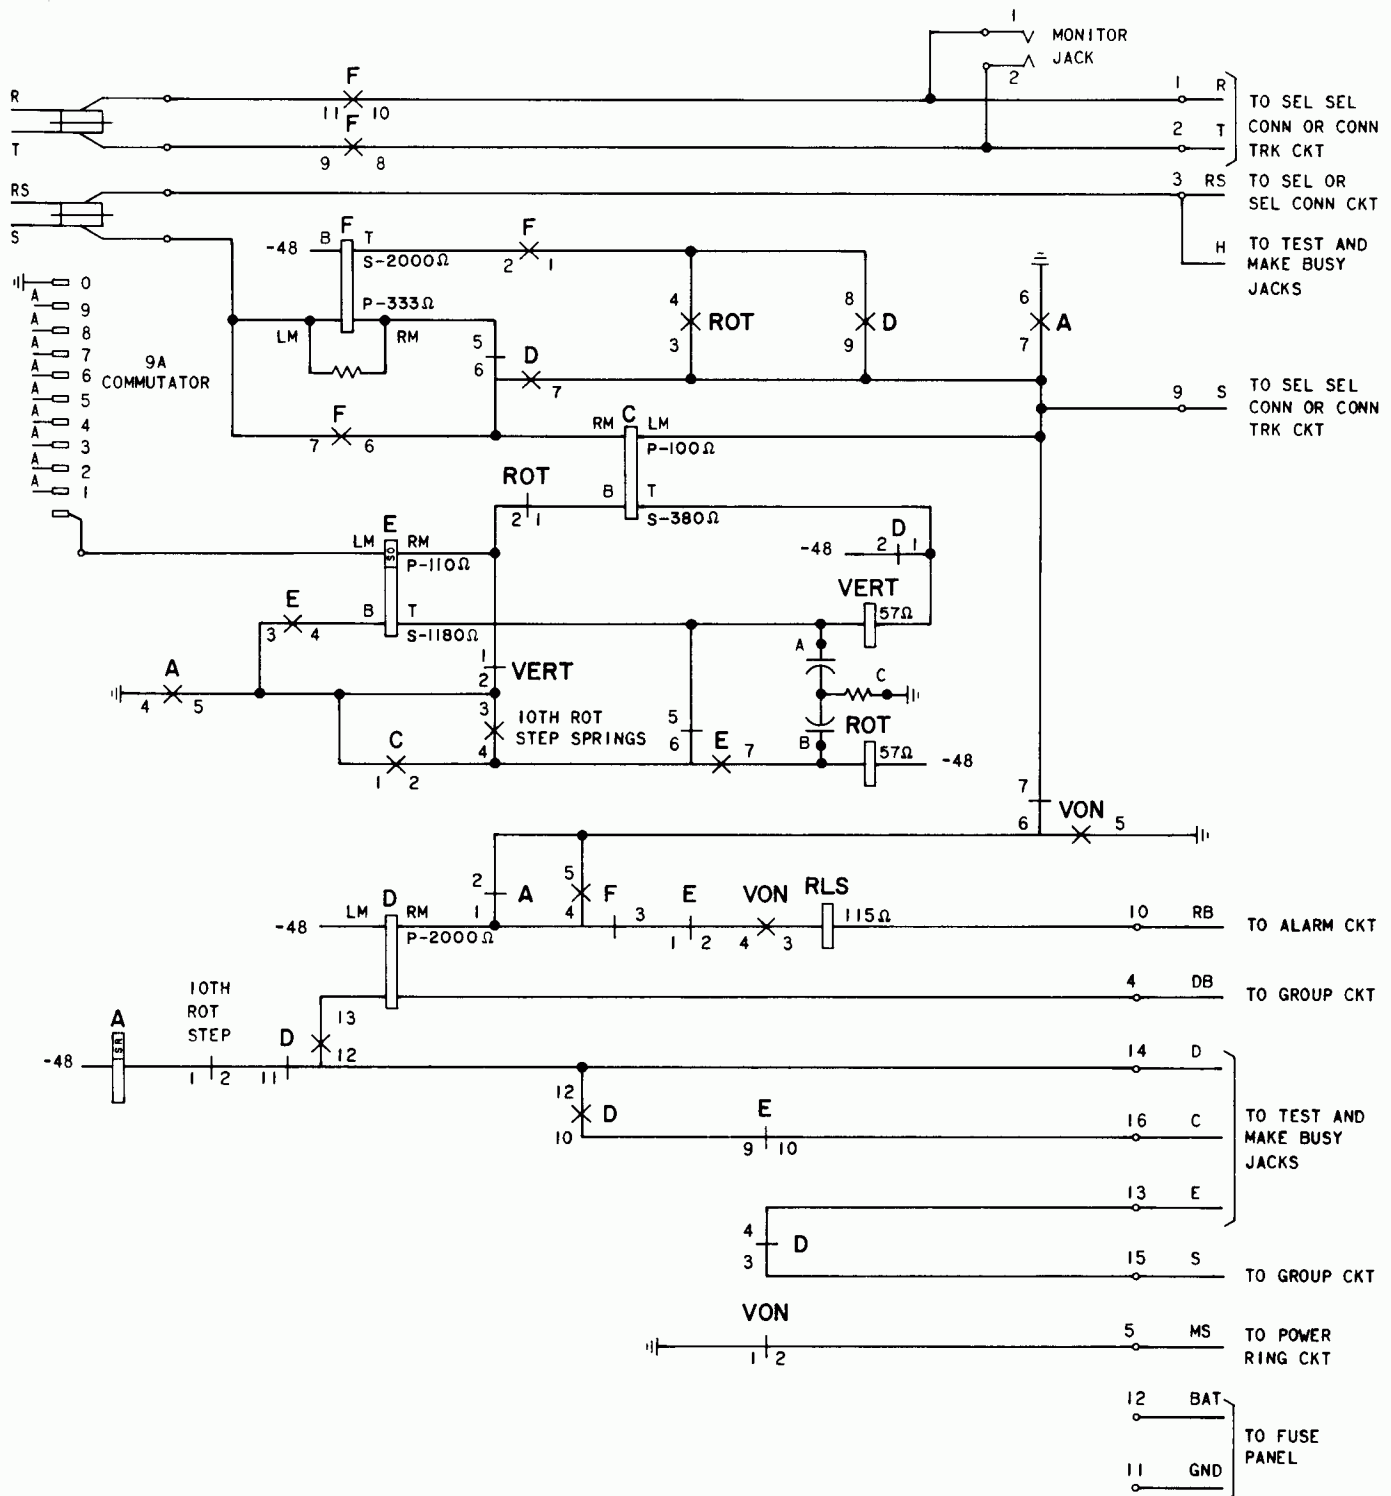 1
MONITOR
JACK
2
R
F
11 10
1 R
TO SEL SEL
CONN OR CONN
TRK CKT
F
9 8
2 T
T
RS
3 RS
TO SEL OR
SEL CONN CKT
S
H
TO TEST AND
MAKE BUSY
JACKS
-48 B F T
S-2000Ω
F
2 1
P-333Ω
LM RM
4
ROT
3
8
D
9
6
A
7
0
A 9
A 8
A 7
A 6
A 5
A 4
A 3
A 2
A 1
9A
COMMUTATOR
5
6
D
7
9 S
TO SEL SEL
CONN OR CONN
TRK CKT
F
7 6
RM C LM
P-100Ω
ROT
2 1
B T
S-380Ω
LM E RM
SO
P-110Ω
-48 2 D 1
VERT
57Ω
E
3 4
B T
S-1180Ω
A
4 5
1
VERT
2
3
10TH ROT
STEP SPRINGS
4
A
C
B
5
6
E 7
ROT
57Ω
-48
C
1 2
7
6
VON 5
2
A
1
5
F
4
3
E
1 2
VON
4 3
RLS
115Ω
10 RB
TO ALARM CKT
-48 LM D RM
P-2000Ω
4 DB
TO GROUP CKT
A
SR
-48
10TH
ROT
STEP
1 2
D
11
13
12
14 D
12
D
10
E
9 10
16 C
TO TEST AND
MAKE BUSY
JACKS
13 E
4
D
3
15 S
TO GROUP CKT
VON
1 2
5 MS
TO POWER
RING CKT
12 BAT
TO FUSE
PANEL
11 GND